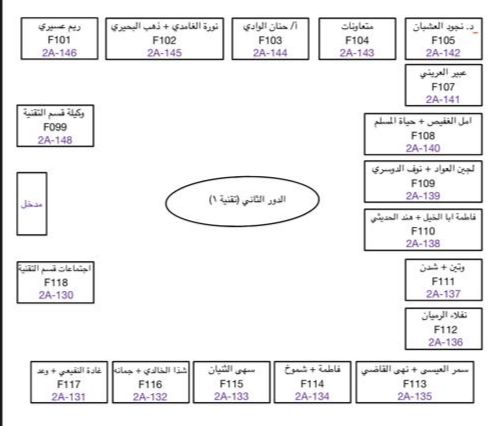 ريم عسيري
F101
2A-146
نورة الغامدي + ذهب البحيري
F102
2A-145
أ/ حنان الوادي
F103
2A-144
متعاونات
F104
2A-143
د. نجود العشبان
F105
2A-142
عبير العريني
F107
2A-141
وكيلة قسم التقنية
F099
2A-148
امل الغفيص + حياة المسلم
F108
2A-140
لجين العواد + نوف الدوسري
F109
2A-139
مدخل
الدور الثاني (تقنية ١)
فاطمة ابا الخيل + هند الحديثي
F110
2A-138
اجتماعات قسم التقنية
F118
2A-130
وتين + شدن
F111
2A-137
نفلاء الرميان
F112
2A-136
غادة النقيعي + وعد
F117
2A-131
شذا الخالدي + جمانه
F116
2A-132
سهى الثنيان
F115
2A-133
فاطمة + شموخ
F114
2A-134
سمر العيسى + نهى القاضي
F113
2A-135